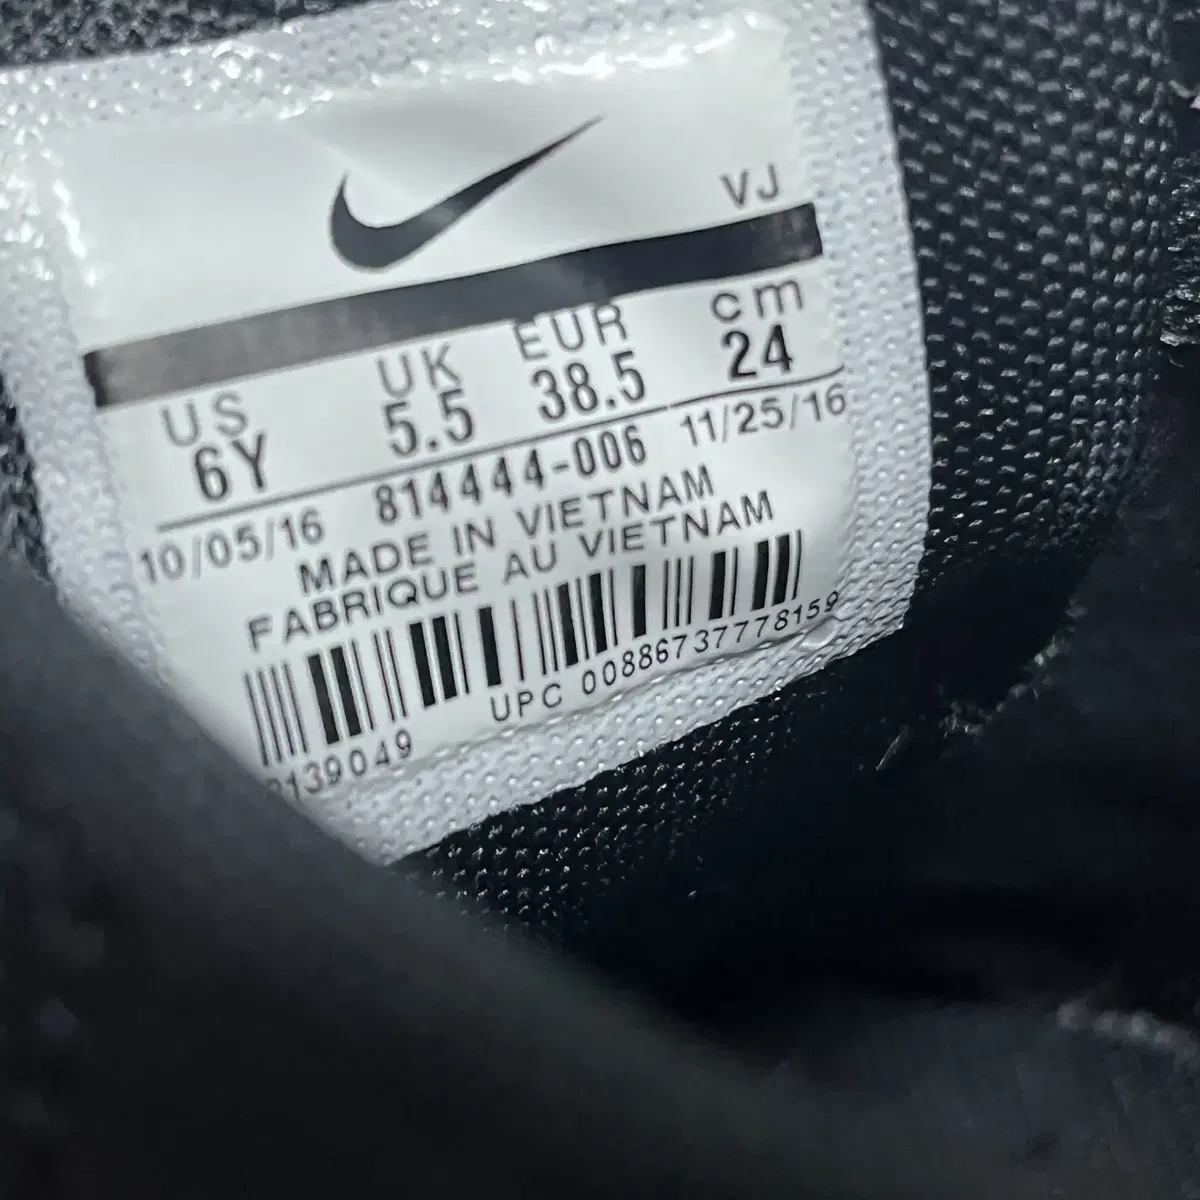 VJ
US UK EUR cm
6Y 5.5 38.5 24
10/05/16 814444-006 11/25/16
MADE IN VIETNAM
FABRIQUE AU VIETNAM
UPC 00886737778159
139049